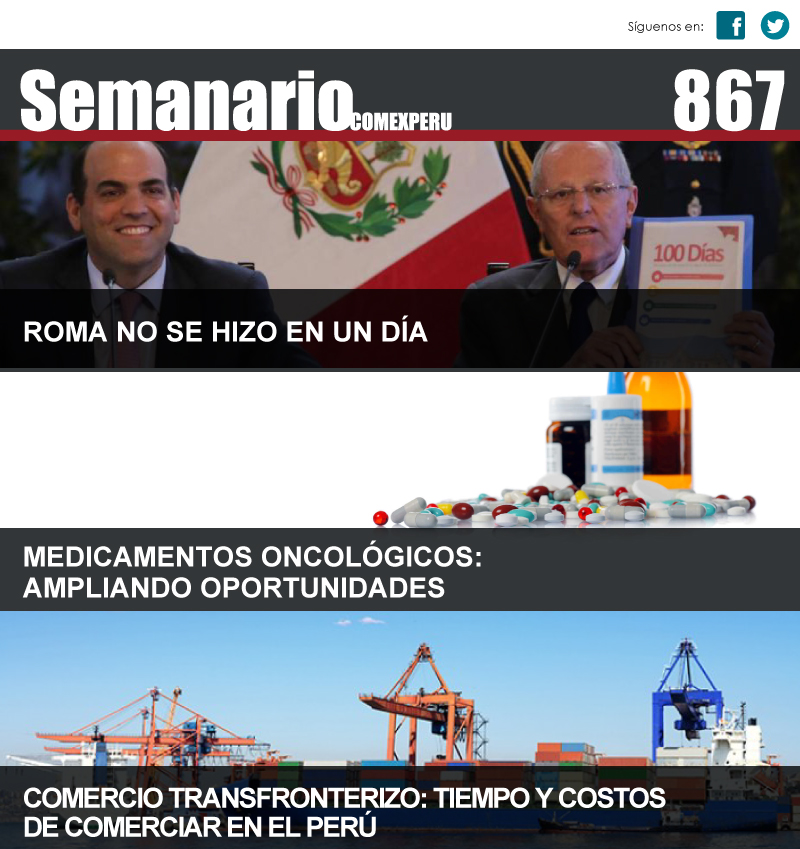 Síguenos en:
Semanario COMEXPERU 867
100 Días
ROMA NO SE HIZO EN UN DÍA
MEDICAMENTOS ONCOLÓGICOS:
AMPLIANDO OPORTUNIDADES
COMERCIO TRANSFRONTERIZO: TIEMPO Y COSTOS
DE COMERCIAR EN EL PERÚ